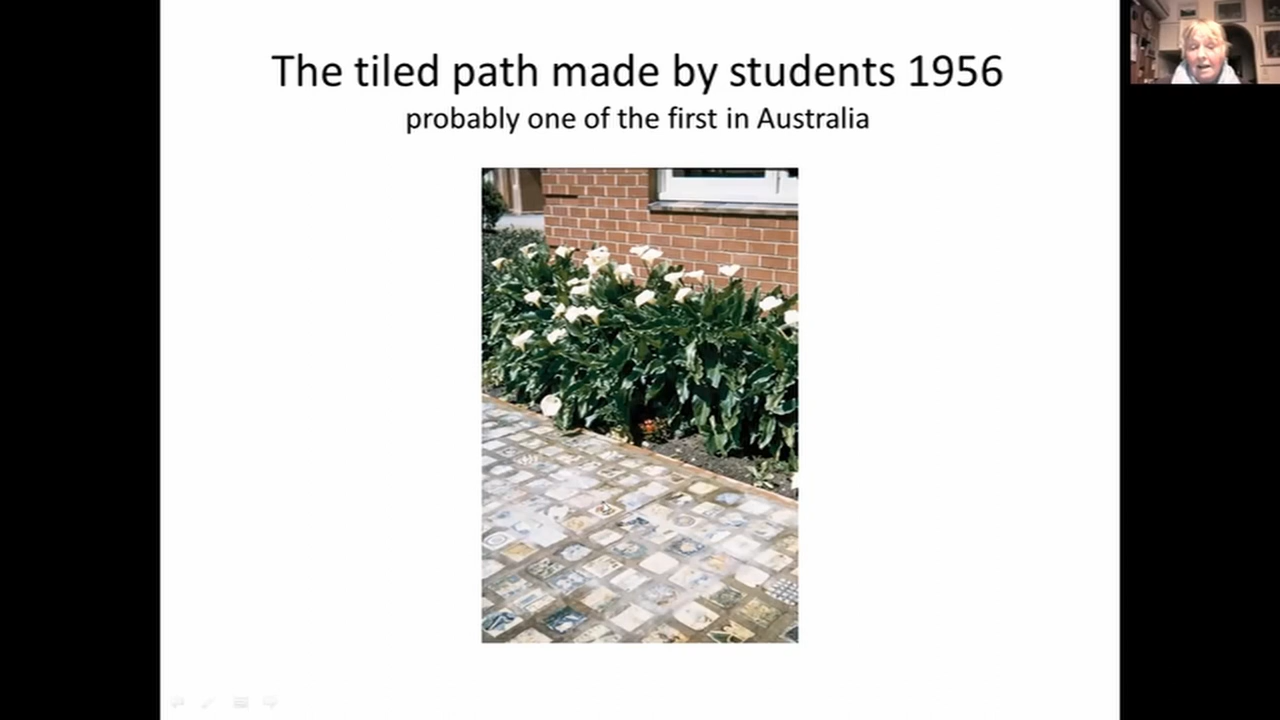 The tiled path made by students 1956
probably one of the first in Australia